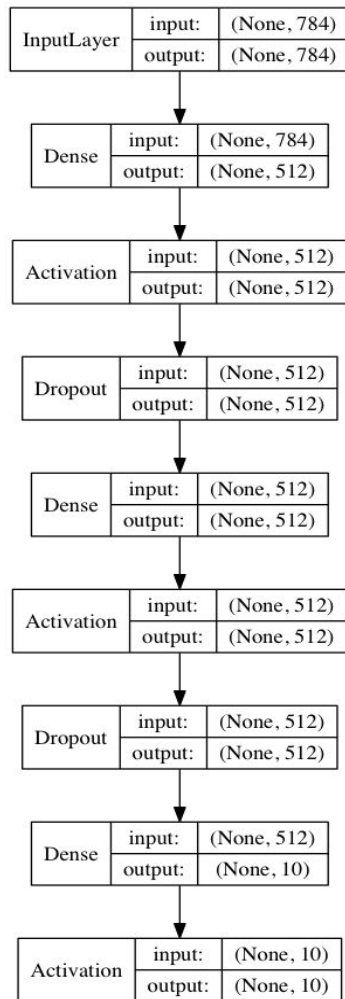 InputLayer
input: (None, 784)
output: (None, 784)
Dense
input: (None, 784)
output: (None, 512)
Activation
input: (None, 512)
output: (None, 512)
Dropout
input: (None, 512)
output: (None, 512)
Dense
input: (None, 512)
output: (None, 512)
Activation
input: (None, 512)
output: (None, 512)
Dropout
input: (None, 512)
output: (None, 512)
Dense
input: (None, 512)
output: (None, 10)
Activation
input: (None, 10)
output: (None, 10)